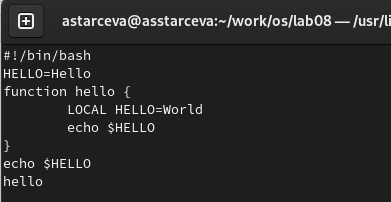 astarceva@asstarceva:~/work/os/lab08 — /usr/li
#!/bin/bash
HELLO=Hello
function hello {
        LOCAL HELLO=World
        echo $HELLO
}
echo $HELLO
hello